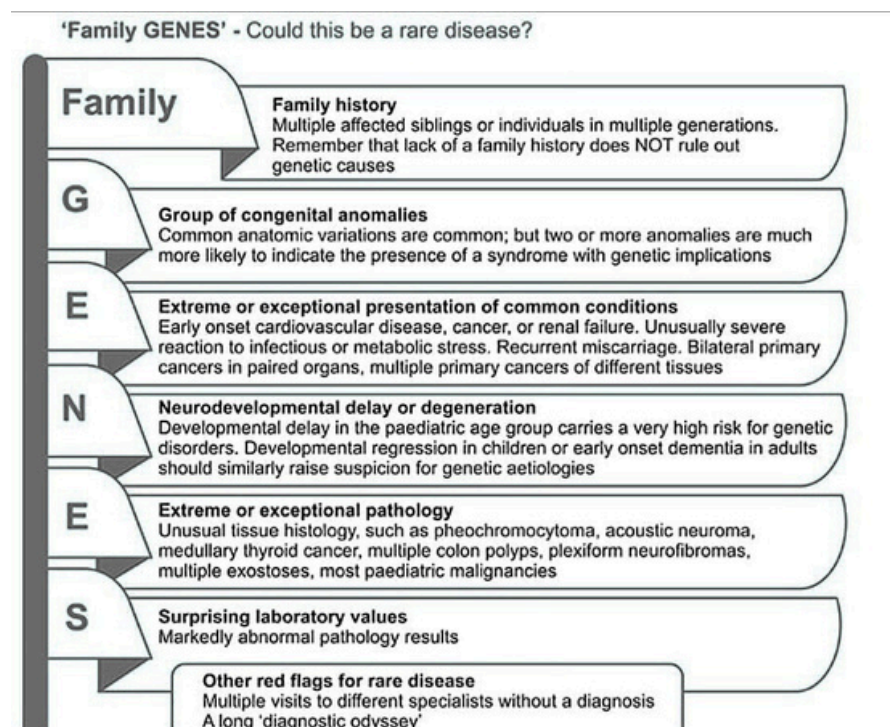 'Family GENES' - Could this be a rare disease?
Family
Family history
Multiple affected siblings or individuals in multiple generations.
Remember that lack of a family history does NOT rule out
genetic causes
G
Group of congenital anomalies
Common anatomic variations are common; but two or more anomalies are much
more likely to indicate the presence of a syndrome with genetic implications
E
Extreme or exceptional presentation of common conditions
Early onset cardiovascular disease, cancer, or renal failure. Unusually severe
reaction to infectious or metabolic stress. Recurrent miscarriage. Bilateral primary
cancers in paired organs, multiple primary cancers of different tissues
N
Neurodevelopmental delay or degeneration
Developmental delay in the paediatric age group carries a very high risk for genetic
disorders. Developmental regression in children or early onset dementia in adults
should similarly raise suspicion for genetic aetiologies
E
Extreme or exceptional pathology
Unusual tissue histology, such as pheochromocytoma, acoustic neuroma,
medullary thyroid cancer, multiple colon polyps, plexiform neurofibromas,
multiple exostoses, most paediatric malignancies
S
Surprising laboratory values
Markedly abnormal pathology results
Other red flags for rare disease
Multiple visits to different specialists without a diagnosis
A long 'diagnostic odyssey'